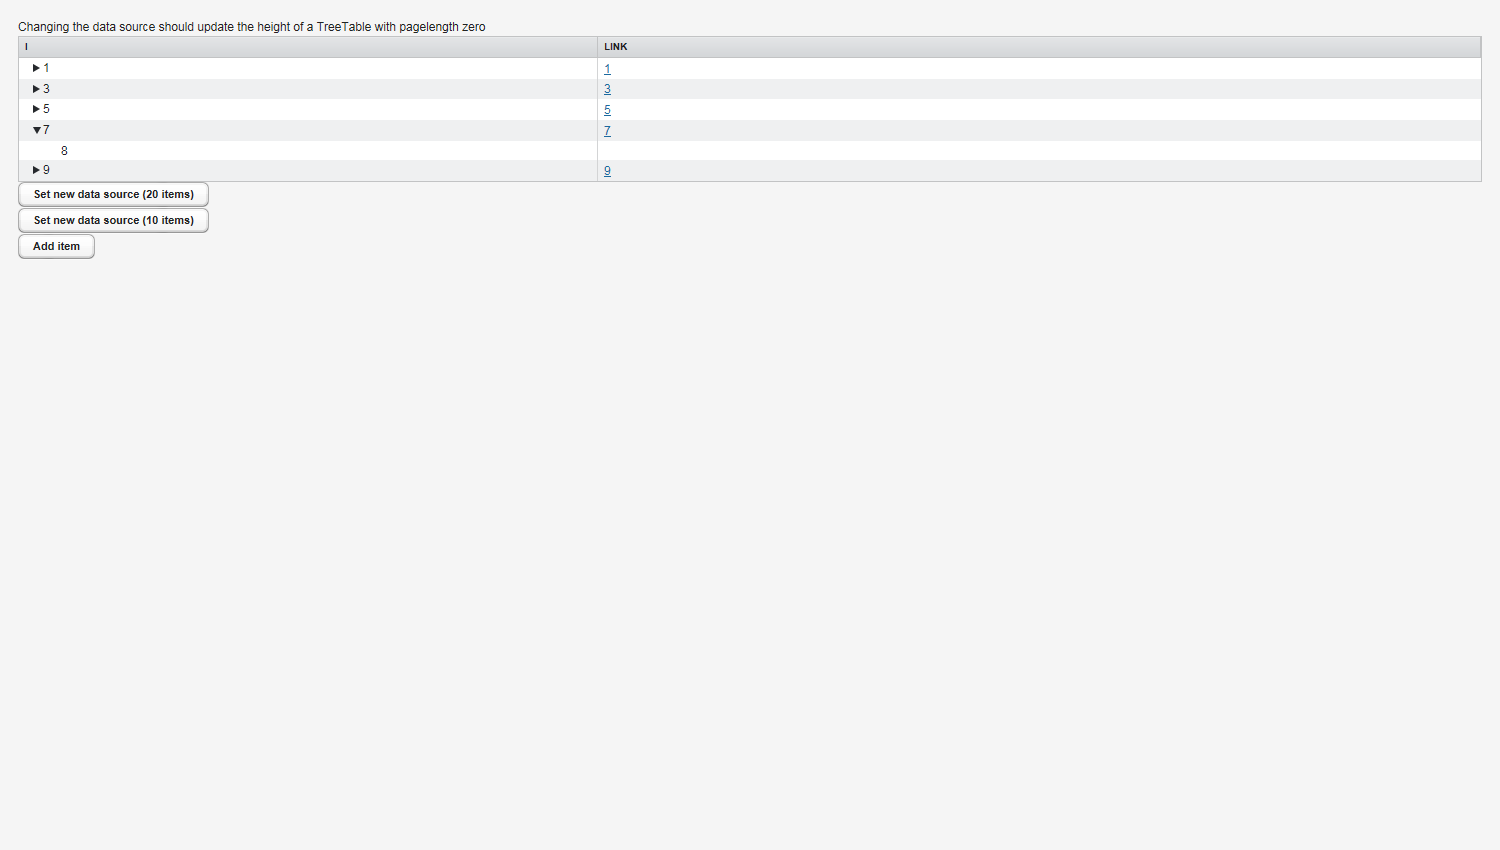 Changing the data source should update the height of a TreeTable with pagelength zero
I LINK
1 1
3 3
5 5
7 7
8
9 9
Set new data source (20 items)
Set new data source (10 items)
Add item